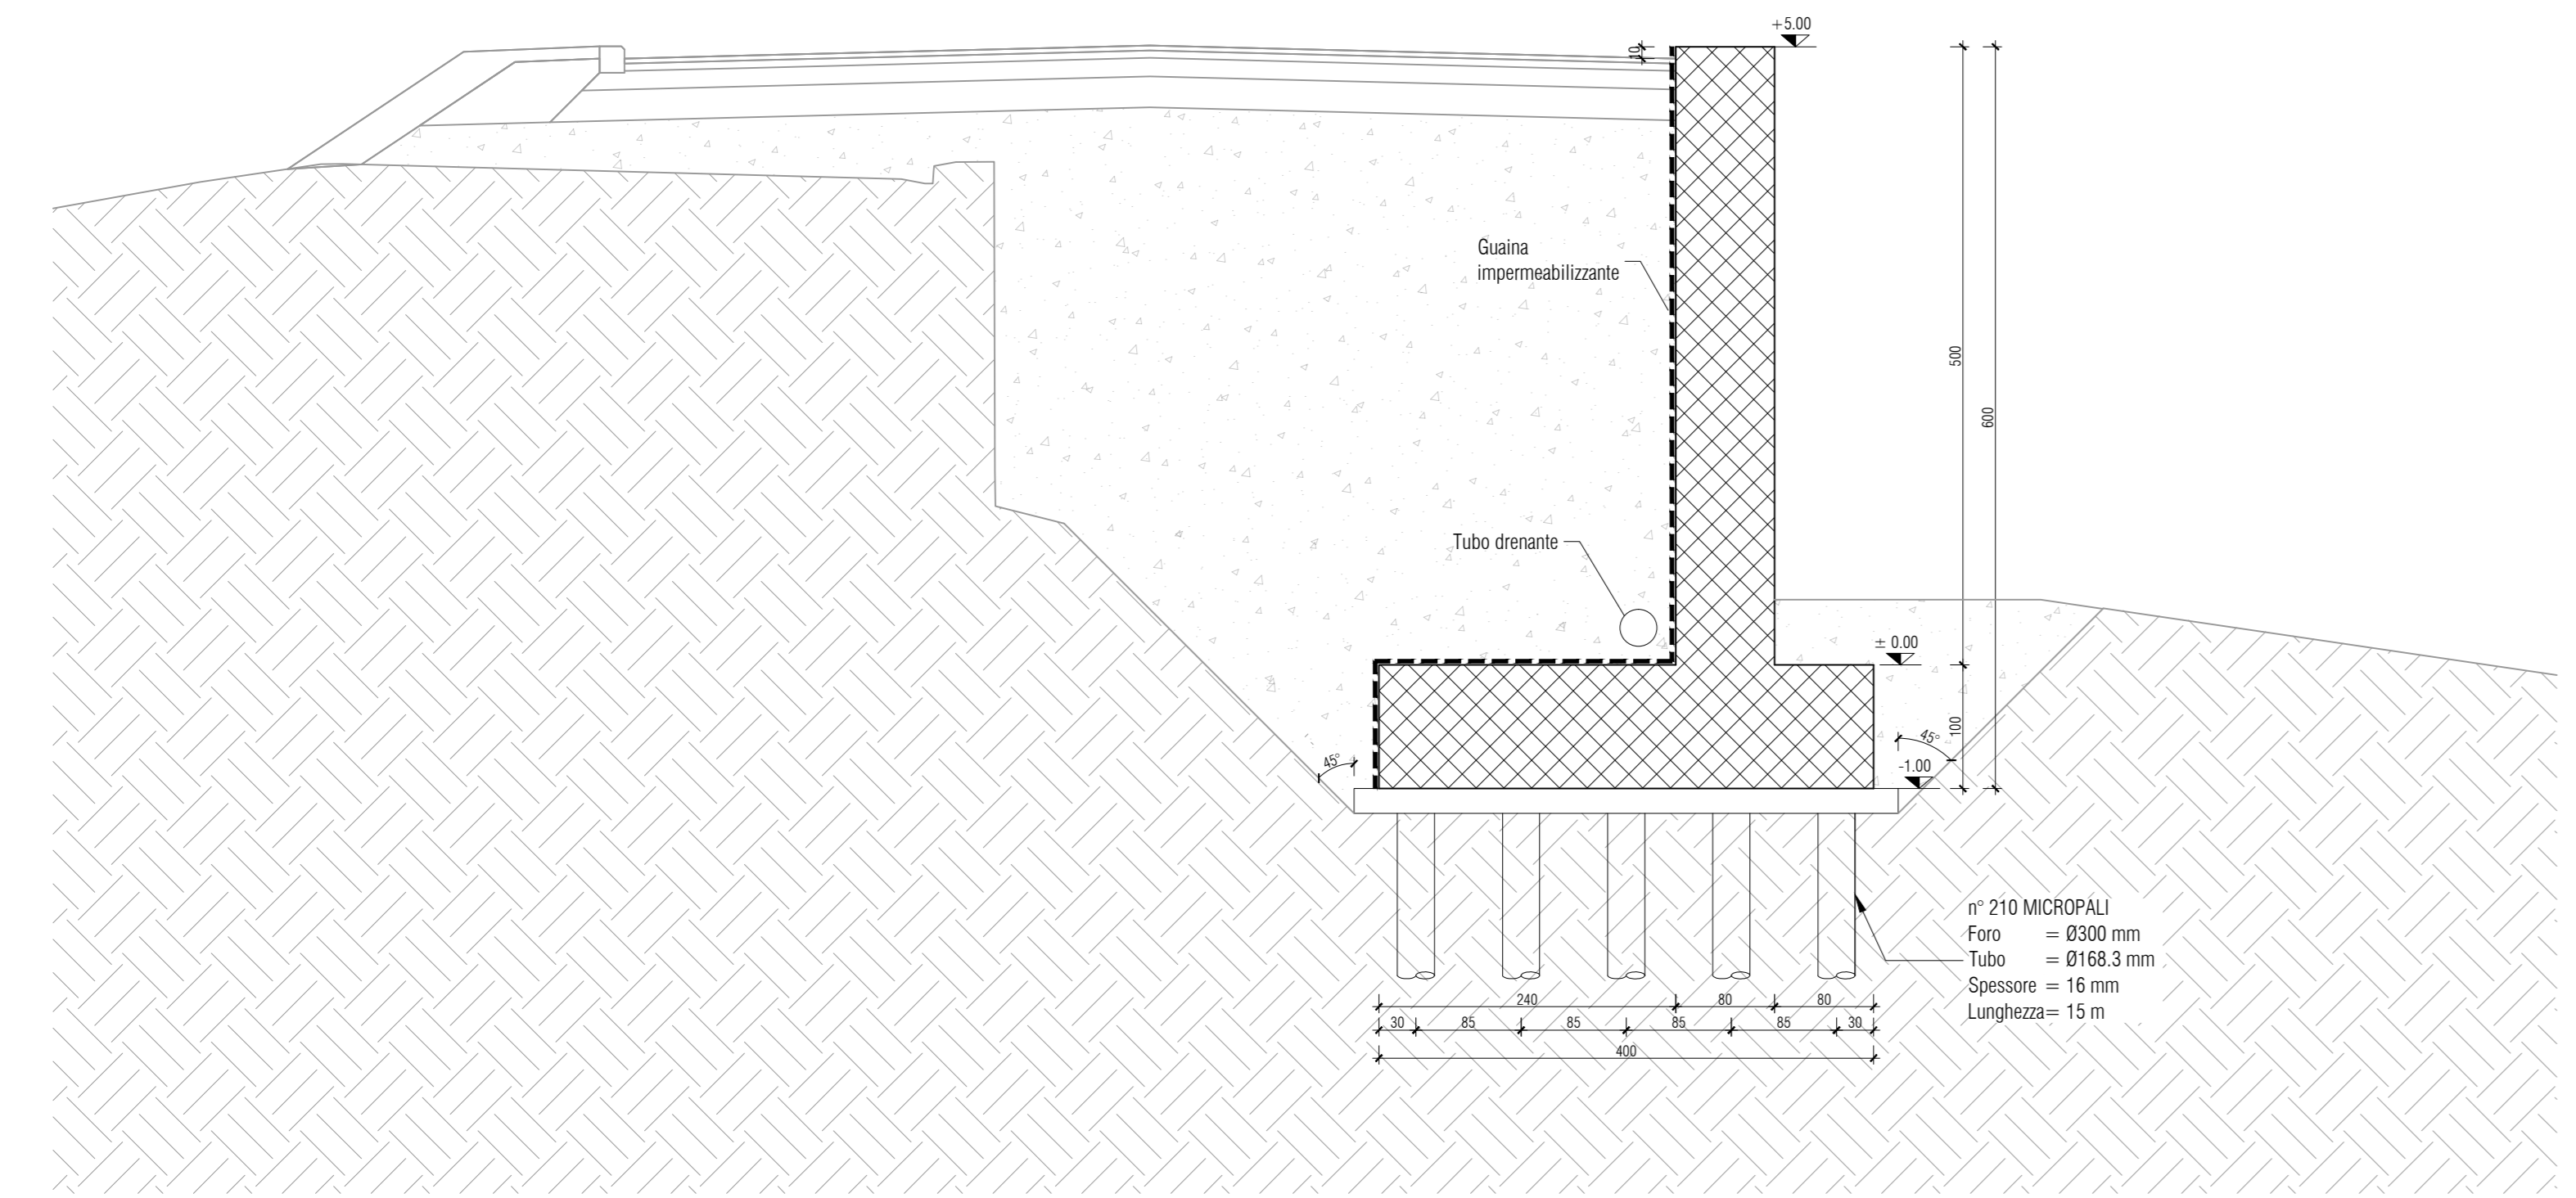 +5.00
10
Guaina
impermeabilizzante
500
600
Tubo drenante
± 0.00
100
45°
45°
-1.00
n° 210 MICROPALI
Foro = Ø300 mm
Tubo = Ø168.3 mm
Spessore = 16 mm
Lunghezza= 15 m
240 80 80
30 85 85 85 85 30
400